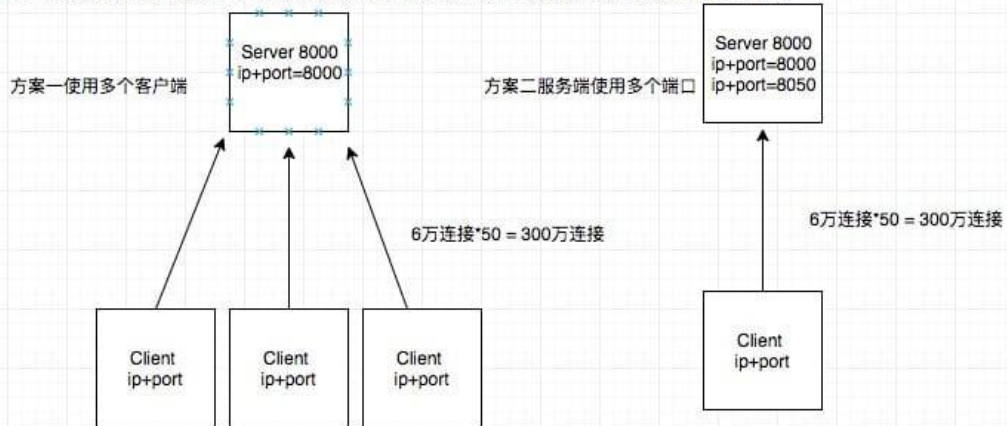 Server 8000
ip+port=8000
方案一使用多个客户端
6万连接*50 = 300万连接
Client
ip+port
Client
ip+port
Client
ip+port
Server 8000
ip+port=8000
ip+port=8050
方案二服务端使用多个端口
6万连接*50 = 300万连接
Client
ip+port